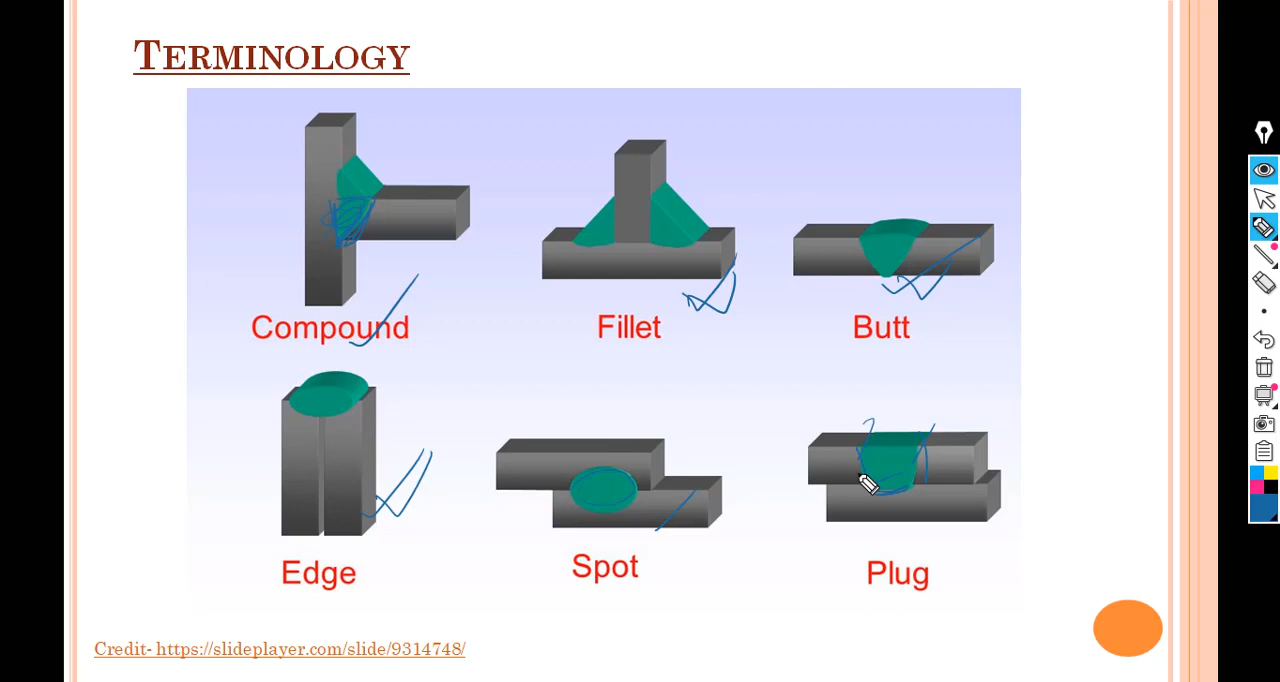 TERMINOLOGY
Compound
Fillet
Butt
Edge
Spot
Plug
Credit- https://slideplayer.com/slide/9314748/